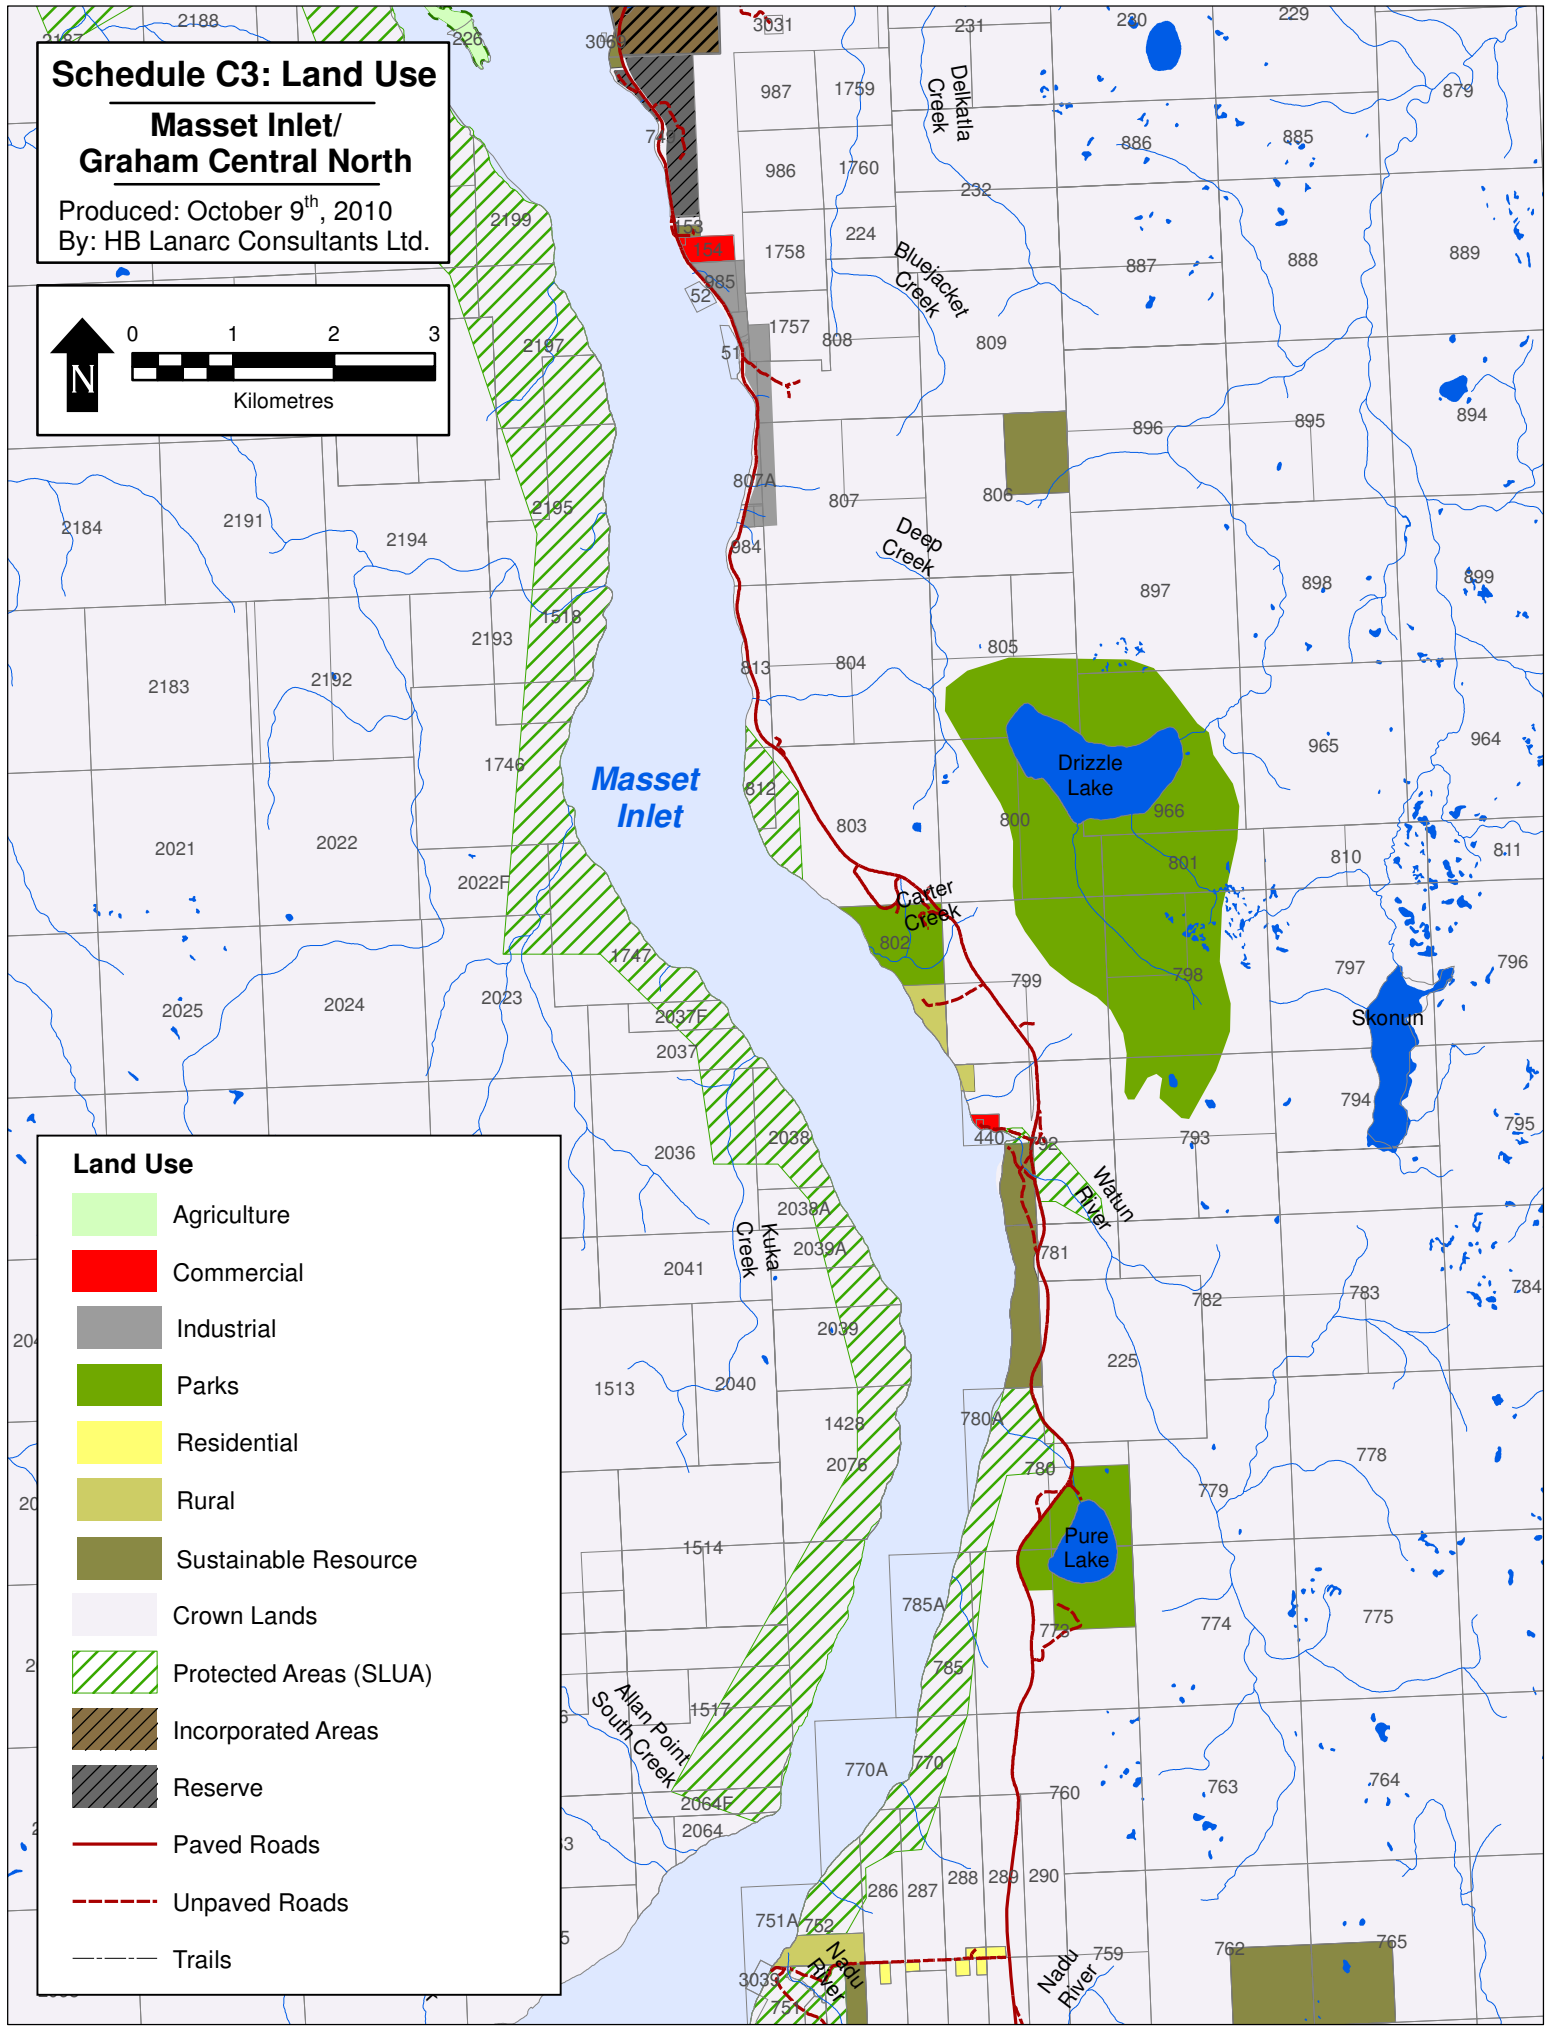 Schedule C3: Land Use
Masset Inlet/
Graham Central North
Produced: October 9th, 2010
By: HB Lanarc Consultants Ltd.
0 1 2 3
N
Kilometres
2187
2188
226
3031
231
230
229
987
1759
Delkatla
Creek
879
886
885
986
1760
232
2199
153
154
1758
224
Bluejacket
Creek
887
888
889
985
52
2197
51
1757
808
809
894
896
895
807A
807
806
2195
2184
2191
2194
984
Deep
Creek
897
898
899
1518
2193
805
813
804
2183
2192
1746
Masset
Inlet
812
Drizzle
Lake
965
964
966
2021
2022
803
800
801
810
811
2022F
Carter
Creek
802
1747
799
798
797
796
2025
2024
2023
2037F
Skonun
2037
794
795
2036
2038
440
793
2038A
Watun
River
Kuka
Creek
2039A
781
2041
782
783
784
2039
225
1513
2040
780A
1428
778
2076
780
779
1514
Pure
Lake
785A
774
775
773
785
Allan Point
South Creek
1517
770A
770
760
763
764
2064F
2064
286
287
288
289
290
751A
752
759
762
765
Nadu
River
Nadu
River
3039
751
Land Use
Agriculture
Commercial
Industrial
Parks
Residential
Rural
Sustainable Resource
Crown Lands
Protected Areas (SLUA)
Incorporated Areas
Reserve
Paved Roads
Unpaved Roads
Trails